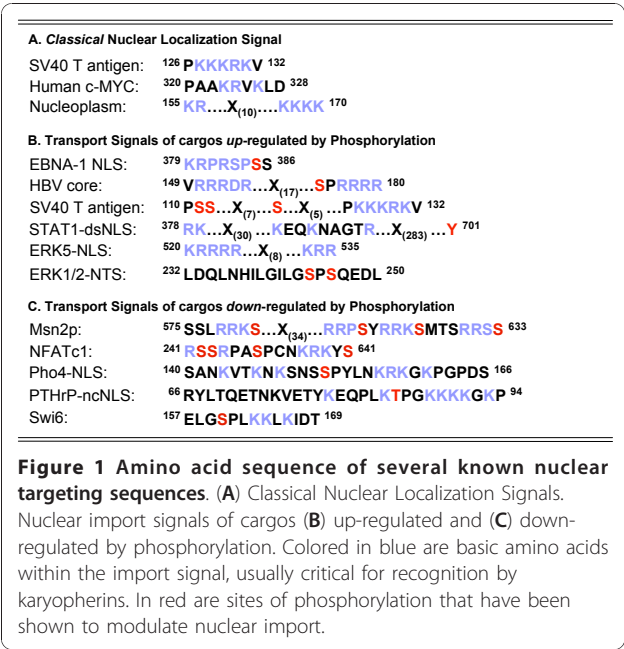 A. Classical Nuclear Localization Signal
SV40 T antigen: 126 PKKKRKV 132
Human c-MYC: 320 PAAKRVKLD 328
Nucleoplasm: 155 KR....X(10)....KKKK 170
B. Transport Signals of cargos up-regulated by Phosphorylation
EBNA-1 NLS: 379 KRPRSPSS 386
HBV core: 149 VRRRDR...X(17)...SPRRRR 180
SV40 T antigen: 110 PSS...X(7)...S...X(5) ...PKKKRKV 132
STAT1-dsNLS: 378 RK...X(30) ...KEQKNAGTR...X(283) ...Y 701
ERK5-NLS: 520 KRRRR...X(8)...KRR 535
ERK1/2-NTS: 232 LDQLNHILGILGSPSQEDL 250
C. Transport Signals of cargos down-regulated by Phosphorylation
Msn2p: 575 SSLRRKS...X(34)...RRPSYRRKSMTSRRSS 633
NFATc1: 241 RSSRPASPCNKRKYS 641
Pho4-NLS: 140 SANKVTKNKSNSSPYLNKRKGKPGPDS 166
PTHrP-ncNLS: 66 RYLTQETNKVETYKEQPLKTPGKKKKGKP 94
Swi6: 157 ELGSPLKKLKIDT 169
Figure 1 Amino acid sequence of several known nuclear
targeting sequences. (A) Classical Nuclear Localization Signals.
Nuclear import signals of cargos (B) up-regulated and (C) down-
regulated by phosphorylation. Colored in blue are basic amino acids
within the import signal, usually critical for recognition by
karyopherins. In red are sites of phosphorylation that have been
shown to modulate nuclear import.